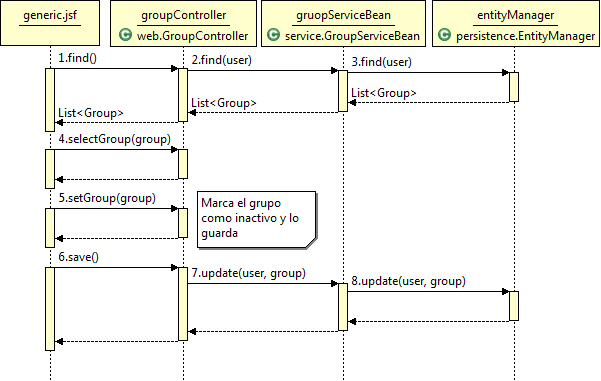 generic.jsf
groupController
web.GroupController
gruopServiceBean
service.GroupServiceBean
entityManager
persistence.EntityManager
1.find()
2.find(user)
3.find(user)
List<Group>
List<Group>
List<Group>
4.selectGroup(group)
5.setGroup(group)
Marca el grupo
como inactivo y lo
guarda
6.save()
7.update(user, group)
8.update(user, group)